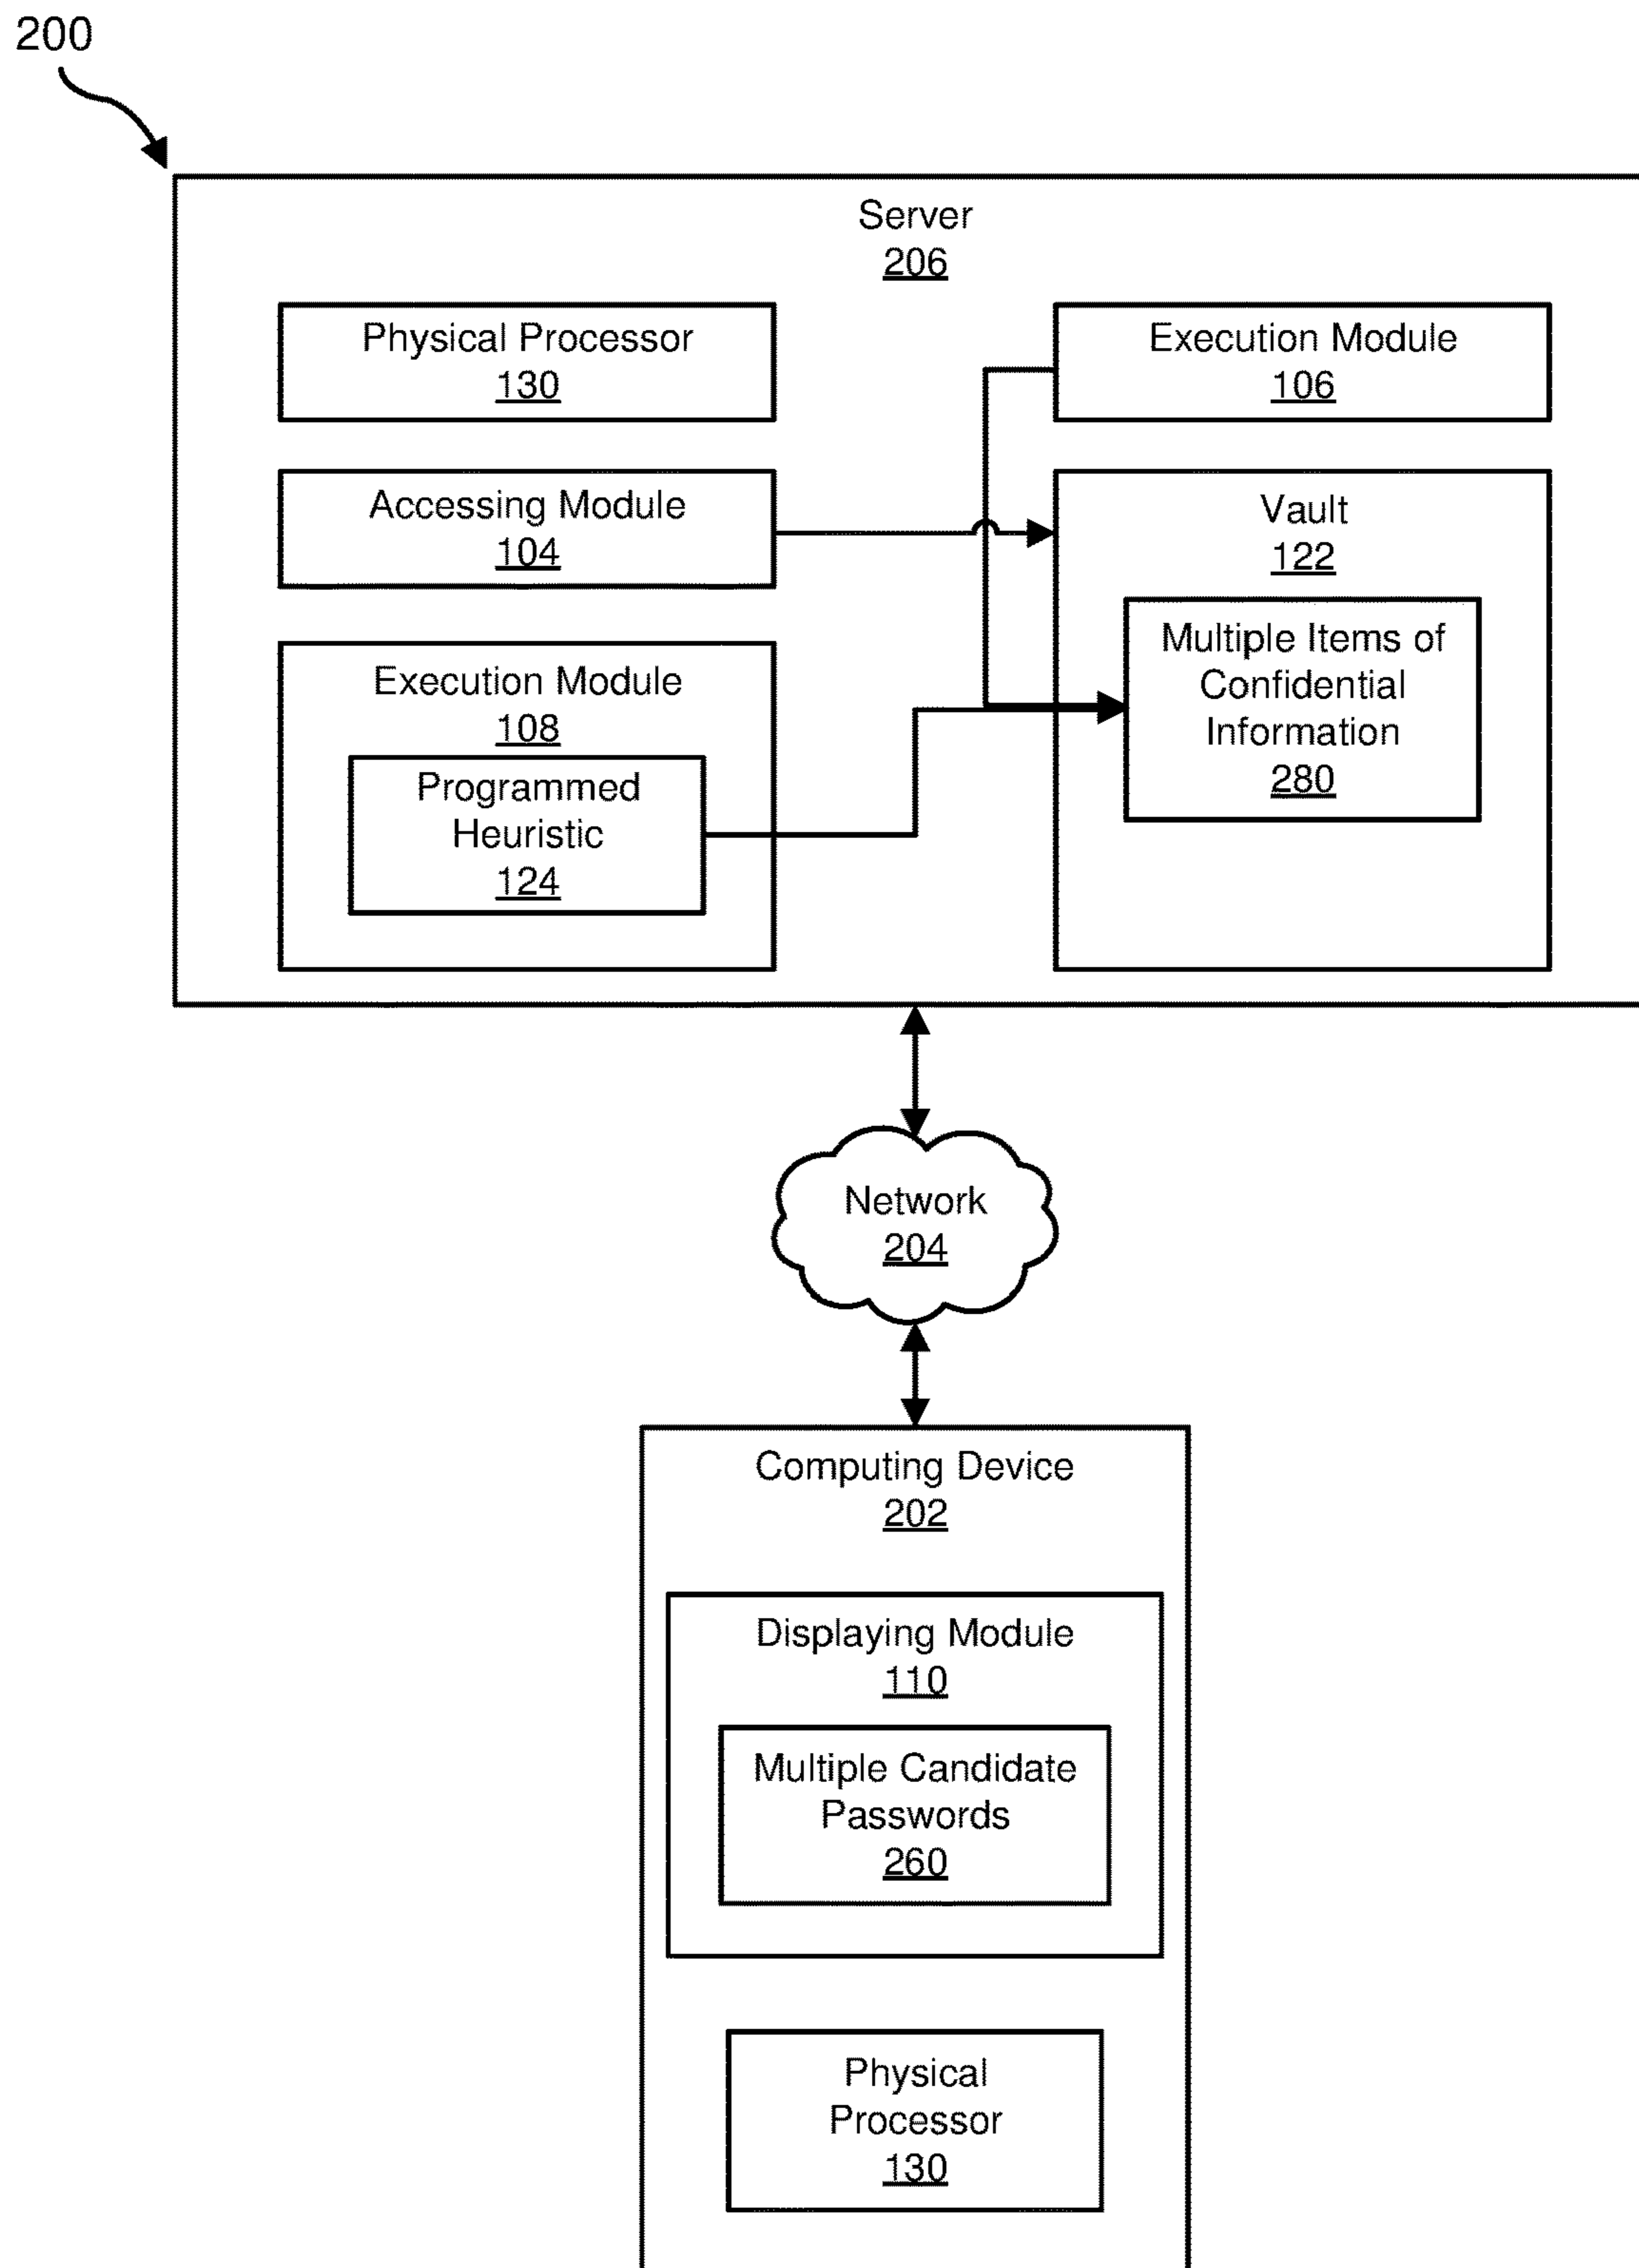 200
Server
206
Physical Processor
130
Execution Module
106
Accessing Module
104
Vault
122
Multiple Items of
Confidential
Information
280
Execution Module
108
Programmed
Heuristic
124
Network
204
Computing Device
202
Displaying Module
110
Multiple Candidate
Passwords
260
Physical
Processor
130